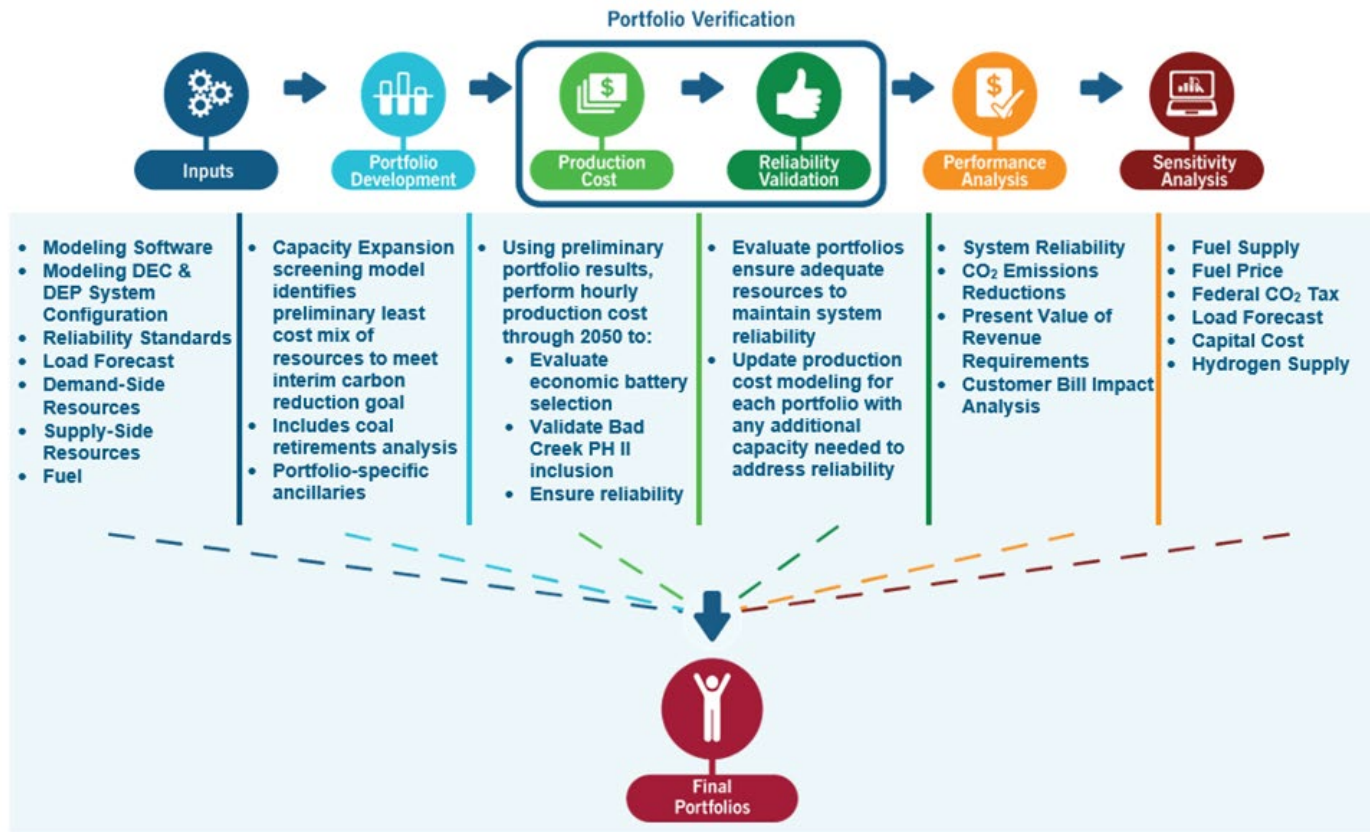 Portfolio Verification
Inputs
Portfolio
Development
$
Production
Cost
Reliability
Validation
$
Performance
Analysis
Sensitivity
Analysis
• Modeling Software
• Modeling DEC &
DEP System
Configuration
• Reliability Standards
• Load Forecast
• Demand-Side
Resources
• Supply-Side
Resources
• Fuel
• Capacity Expansion
screening model
identifies
preliminary least
cost mix of
resources to meet
interim carbon
reduction goal
• Includes coal
retirements analysis
• Portfolio-specific
ancillaries
• Using preliminary
portfolio results,
perform hourly
production cost
through 2050 to:
• Evaluate
economic battery
selection
• Validate Bad
Creek PH II
inclusion
• Ensure reliability
• Evaluate portfolios
ensure adequate
resources to
maintain system
reliability
• Update production
cost modeling for
each portfolio with
any additional
capacity needed to
address reliability
• System Reliability
• CO₂ Emissions
Reductions
• Present Value of
Revenue
Requirements
• Customer Bill Impact
Analysis
• Fuel Supply
• Fuel Price
• Federal CO₂ Tax
• Load Forecast
• Capital Cost
• Hydrogen Supply
Final
Portfolios